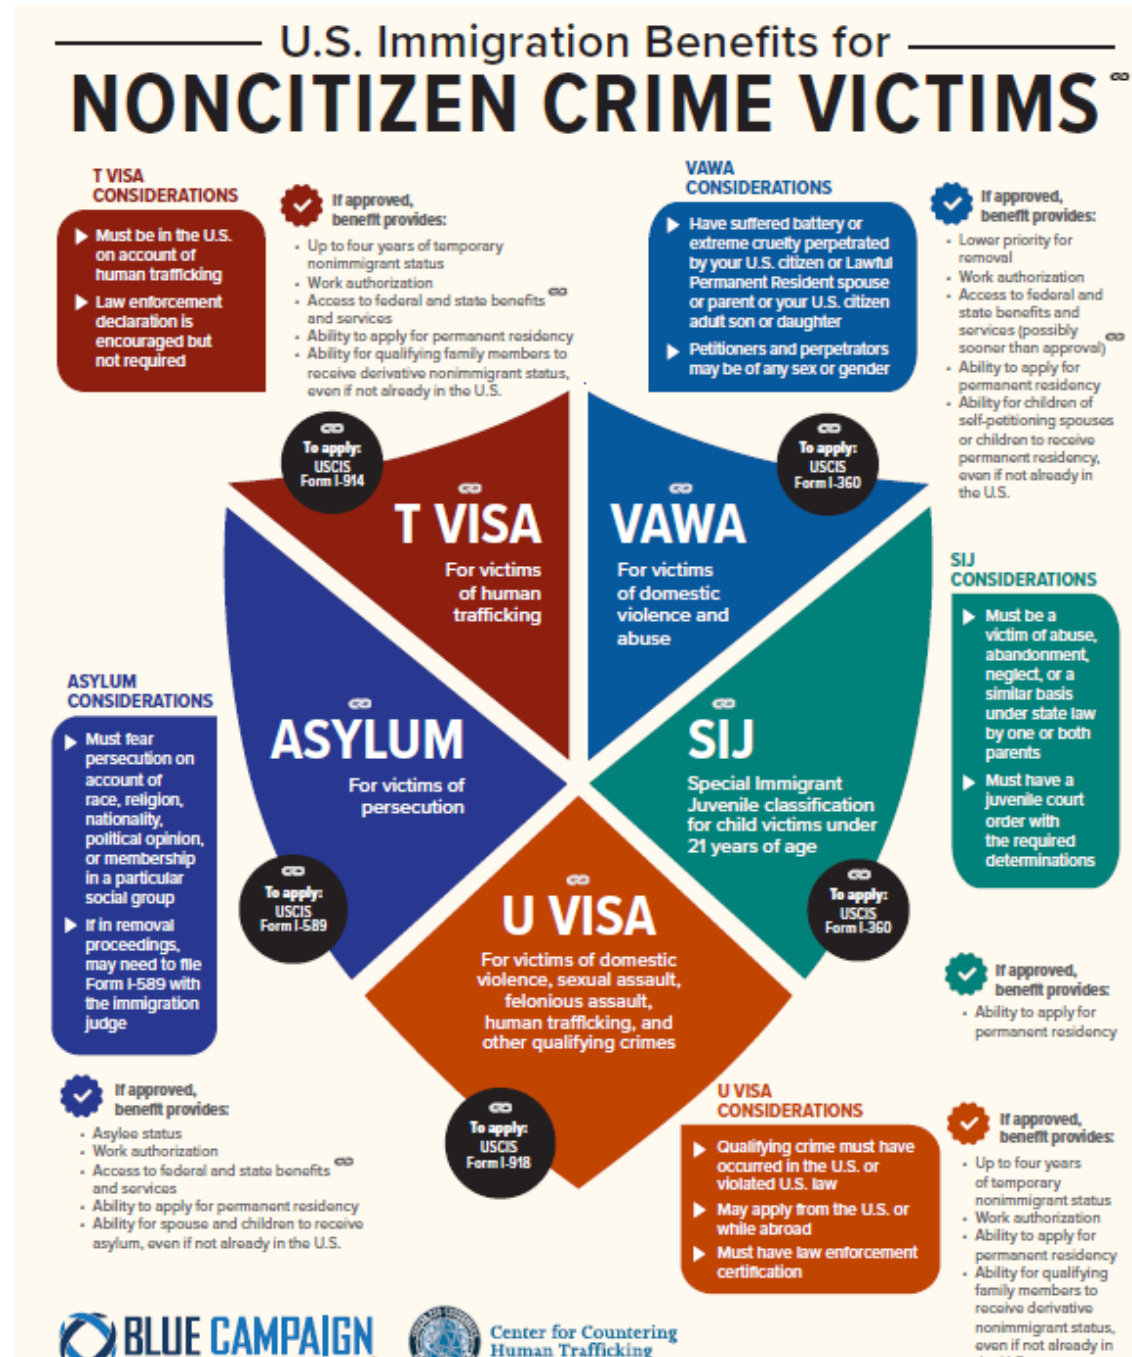 U.S. Immigration Benefits for
NONCITIZEN CRIME VICTIMS
T VISA
CONSIDERATIONS
Must be in the U.S.
on account of
human trafficking
Law enforcement
declaration is
encouraged but
not required
If approved,
benefit provides:
Up to four years of temporary
nonimmigrant status
Work authorization
Access to federal and state benefits
and services
Ability to apply for permanent residency
Ability for qualifying family members to
receive derivative nonimmigrant status,
even if not already in the U.S.
VAWA
CONSIDERATIONS
Have suffered battery or
extreme cruelty perpetrated
by your U.S. citizen or Lawful
Permanent Resident spouse
or parent or your U.S. citizen
adult son or daughter
Petitioners and perpetrators
may be of any sex or gender
If approved,
benefit provides:
Lower priority for
removal
Work authorization
Access to federal and
state benefits and
services (possibly
sooner than approval)
Ability to apply for
permanent residency
Ability for children of
self-petitioning spouses
or children to receive
permanent residency,
even if not already in
the U.S.
To apply:
USCIS
Form I-914
T VISA
For victims
of human
trafficking
To apply:
USCIS
Form I-360
VAWA
For victims
of domestic
violence and
abuse
SIJ
CONSIDERATIONS
Must be a
victim of abuse,
abandonment,
neglect, or a
similar basis
under state law
by one or both
parents
Must have a
juvenile court
order with
the required
determinations
ASYLUM
CONSIDERATIONS
Must fear
persecution on
account of
race, religion,
nationality,
political opinion,
or membership
in a particular
social group
If in removal
proceedings,
may need to file
Form I-589 with
the immigration
judge
ASYLUM
For victims of
persecution
To apply:
USCIS
Form I-589
SIJ
Special Immigrant
Juvenile classification
for child victims under
21 years of age
To apply:
USCIS
Form I-360
U VISA
For victims of domestic
violence, sexual assault,
felonious assault,
human trafficking, and
other qualifying crimes
To apply:
USCIS
Form I-918
If approved,
benefit provides:
Ability to apply for
permanent residency
If approved,
benefit provides:
Asylee status
Work authorization
Access to federal and state benefits
and services
Ability to apply for permanent residency
Ability for spouse and children to receive
asylum, even if not already in the U.S.
U VISA
CONSIDERATIONS
Qualifying crime must have
occurred in the U.S. or
violated U.S. law
May apply from the U.S. or
while abroad
Must have law enforcement
certification
If approved,
benefit provides:
Up to four years
of temporary
nonimmigrant status
Work authorization
Ability to apply for
permanent residency
Ability for qualifying
family members to
receive derivative
nonimmigrant status,
even if not already in
BLUE CAMPAIGN
Center for Countering
Human Trafficking